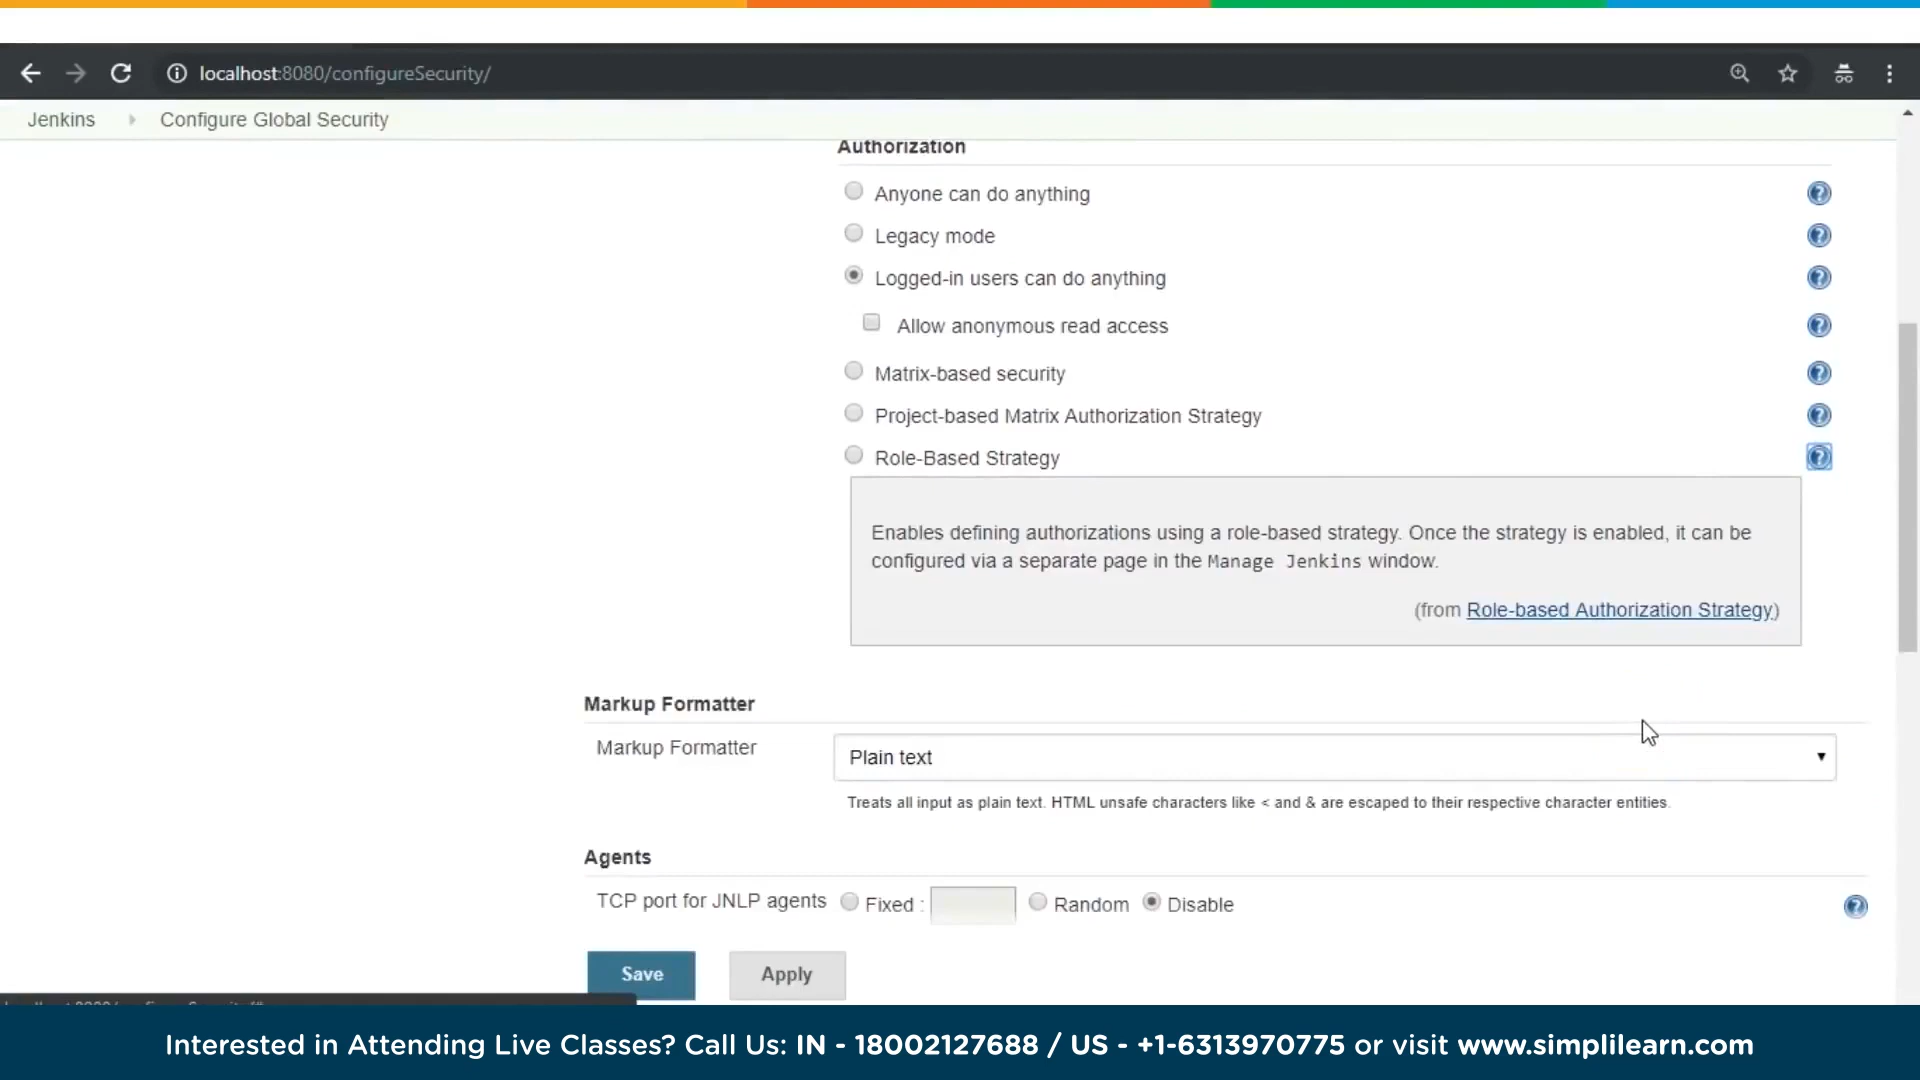 localhost:8080/configureSecurity/
Jenkins Configure Global Security
Authorization
Anyone can do anything
Legacy mode
Logged-in users can do anything
Allow anonymous read access
Matrix-based security
Project-based Matrix Authorization Strategy
Role-Based Strategy
Enables defining authorizations using a role-based strategy. Once the strategy is enabled, it can be
configured via a separate page in the Manage Jenkins window.
(from Role-based Authorization Strategy)
Markup Formatter
Markup Formatter Plain text
Treats all input as plain text. HTML unsafe characters like < and & are escaped to their respective character entities.
Agents
TCP port for JNLP agents Fixed : Random Disable
Save Apply
Interested in Attending Live Classes? Call Us: IN - 18002127688 / US - +1-6313970775 or visit www.simplilearn.com